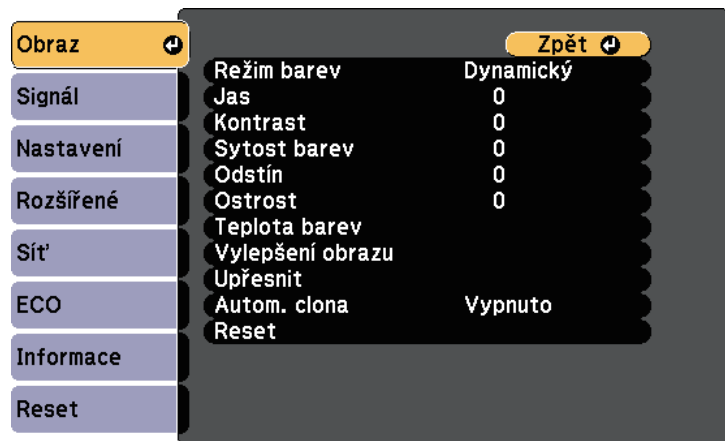 Obraz
Signál
Nastavení
Rozšířené
Síť
ECO
Informace
Reset
Zpět
Režim barev Dynamický
Jas 0
Kontrast 0
Sytost barev 0
Odstín 0
Ostrost 0
Teplota barev
Vylepšení obrazu
Upřesnit
Autom. clona Vypnuto
Reset